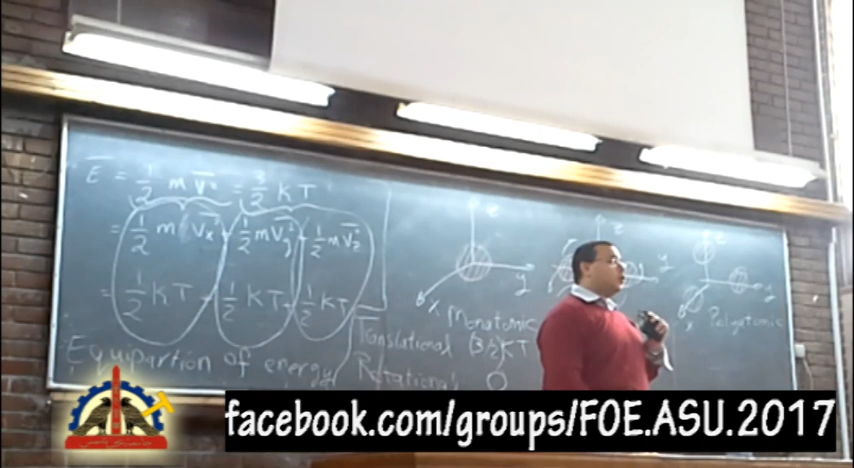 Ē = 1/2 m V̄² = 3/2 KT
= 1/2 m V̄x² + 1/2 m V̄y² + 1/2 m V̄z²
= 1/2 KT + 1/2 KT + 1/2 KT
Equipartion of energy
z
y
x
Monatomic
Translational (3/2)KT
Rotational
z
y
z
y
x
Polyatomic
facebook.com/groups/FOE.ASU.2017